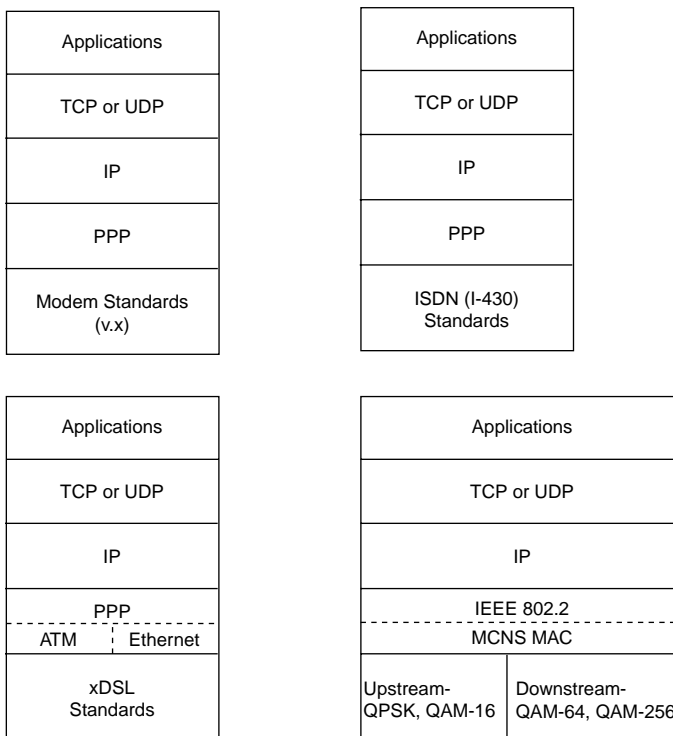 Applications
TCP or UDP
IP
PPP
Modem Standards
(v.x)
Applications
TCP or UDP
IP
PPP
ISDN (I-430)
Standards
Applications
TCP or UDP
IP
PPP
ATM Ethernet
xDSL
Standards
Applications
TCP or UDP
IP
IEEE 802.2
MCNS MAC
Upstream-
QPSK, QAM-16
Downstream-
QAM-64, QAM-256